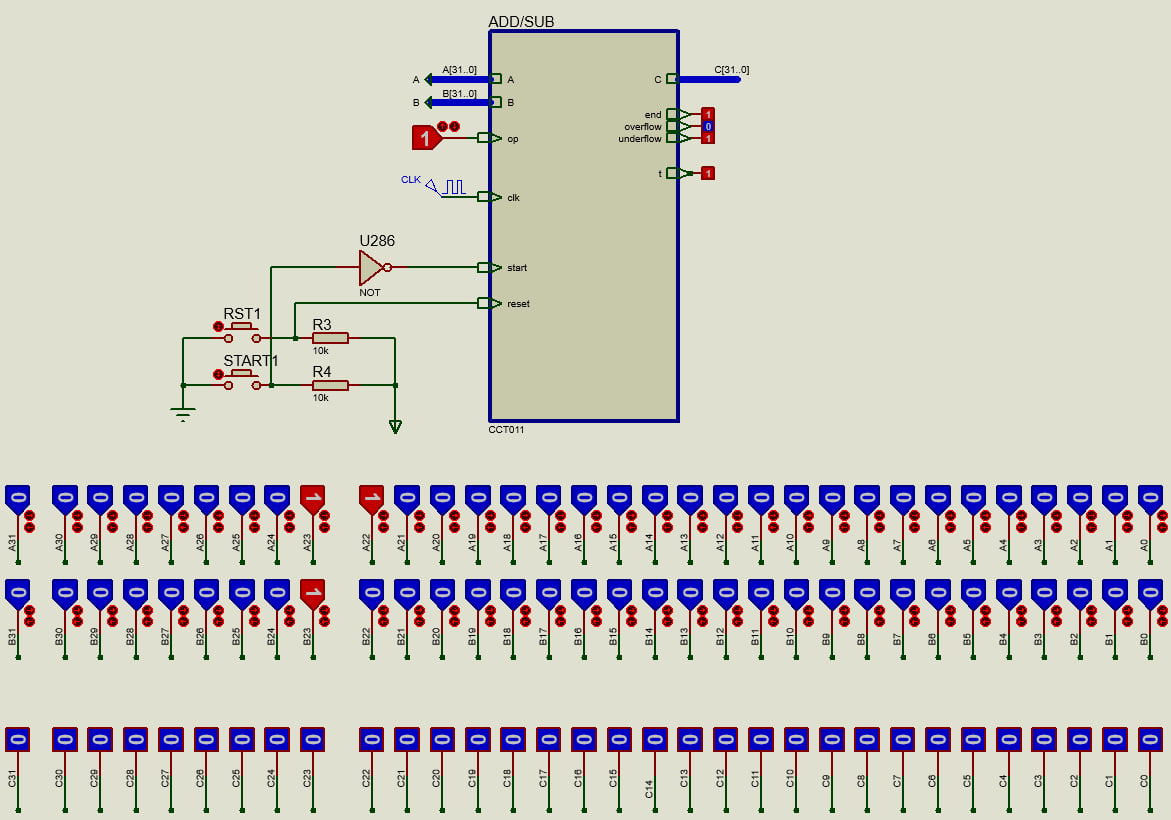 ADD/SUB
A A[31..0] A C C[31..0]
B B[31..0] B
end 1
overflow 0
1 op underflow 1
t 1
CLK clk
U286
start
NOT
reset
RST1 R3
10k
START1 R4
10k
CCT011
0 0 0 0 0 0 0 0 1 1 0 0 0 0 0 0 0 0 0 0 0 0 0 0 0 0 0 0 0 0 0 0
A31 A30 A29 A28 A27 A26 A25 A24 A23 A22 A21 A20 A19 A18 A17 A16 A15 A14 A13 A12 A11 A10 A9 A8 A7 A6 A5 A4 A3 A2 A1 A0
0 0 0 0 0 0 0 0 1 0 0 0 0 0 0 0 0 0 0 0 0 0 0 0 0 0 0 0 0 0 0 0
B31 B30 B29 B28 B27 B26 B25 B24 B23 B22 B21 B20 B19 B18 B17 B16 B15 B14 B13 B12 B11 B10 B9 B8 B7 B6 B5 B4 B3 B2 B1 B0
0 0 0 0 0 0 0 0 0 0 0 0 0 0 0 0 0 0 0 0 0 0 0 0 0 0 0 0 0 0 0 0
C31 C30 C29 C28 C27 C26 C25 C24 C23 C22 C21 C20 C19 C18 C17 C16 C15 C14 C13 C12 C11 C10 C9 C8 C7 C6 C5 C4 C3 C2 C1 C0